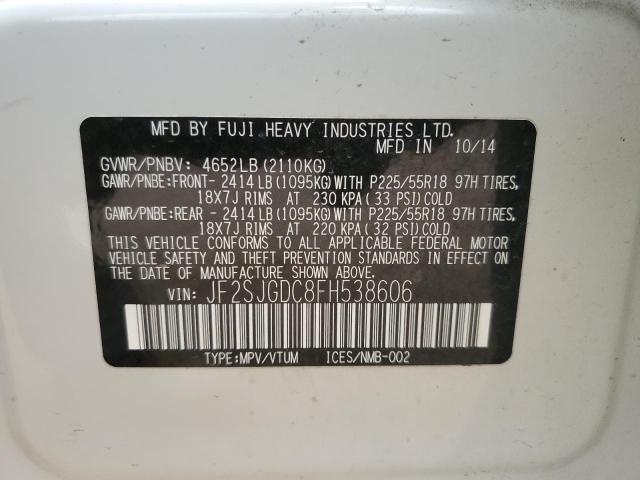 MFD BY FUJI HEAVY INDUSTRIES LTD.
MFD IN 10/14
GVWR/PNBV: 4652LB(2110KG)
GAWR/PNBE:FRONT- 2414LB(1095KG)WITH P225/55R18 97H TIRES,
18X7J RIMS AT 230 KPA( 33 PSI)COLD
GAWR/PNBE:REAR - 2414LB(1095KG)WITH P225/55R18 97H TIRES,
18X7J RIMS AT 220 KPA( 32 PSI)COLD
THIS VEHICLE CONFORMS TO ALL APPLICABLE FEDERAL MOTOR
VEHICLE SAFETY AND THEFT PREVENTION STANDARDS IN EFFECT ON
THE DATE OF MANUFACTURE SHOWN ABOVE.
VIN: JF2SJGDC8FH538606
TYPE:MPV/VTUM ICES/NMB-002